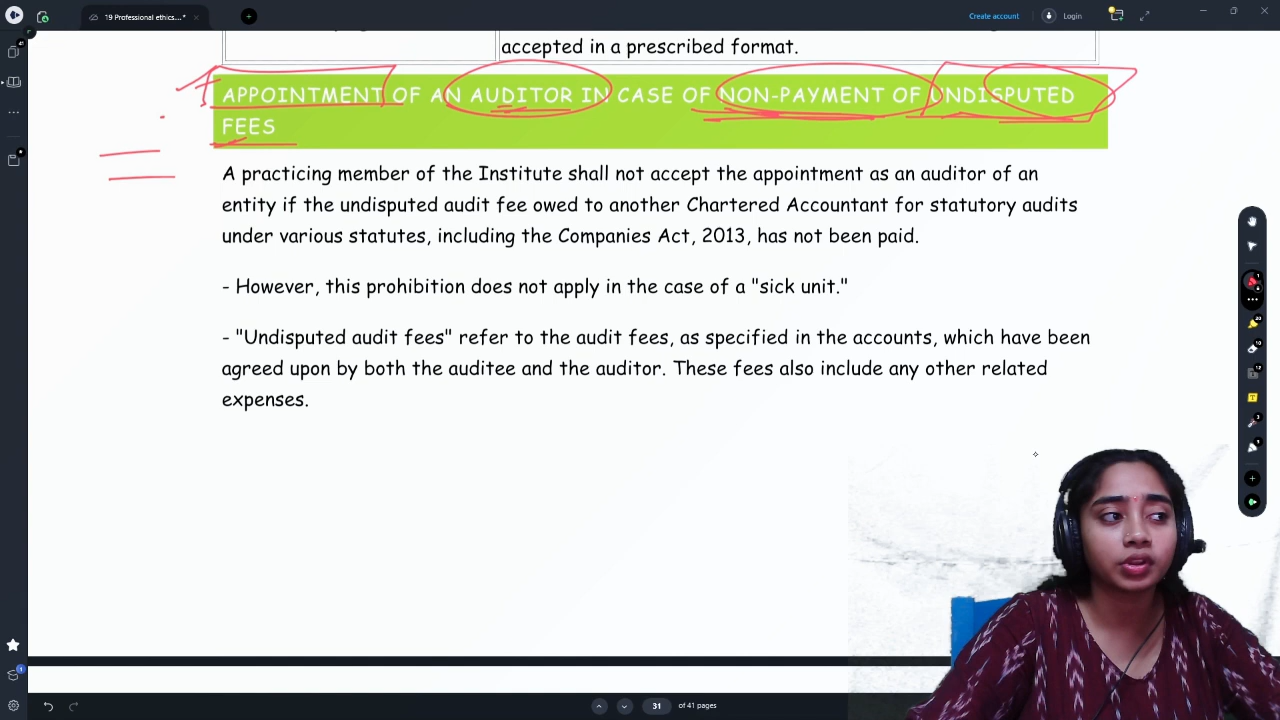 19 Professional ethics....*
Create account
Login
accepted in a prescribed format.
APPOINTMENT OF AN AUDITOR IN CASE OF NON-PAYMENT OF UNDISPUTED
FEES
A practicing member of the Institute shall not accept the appointment as an auditor of an
entity if the undisputed audit fee owed to another Chartered Accountant for statutory audits
under various statutes, including the Companies Act, 2013, has not been paid.
- However, this prohibition does not apply in the case of a "sick unit."
- "Undisputed audit fees" refer to the audit fees, as specified in the accounts, which have been
agreed upon by both the auditee and the auditor. These fees also include any other related
expenses.
31 of 41 pages